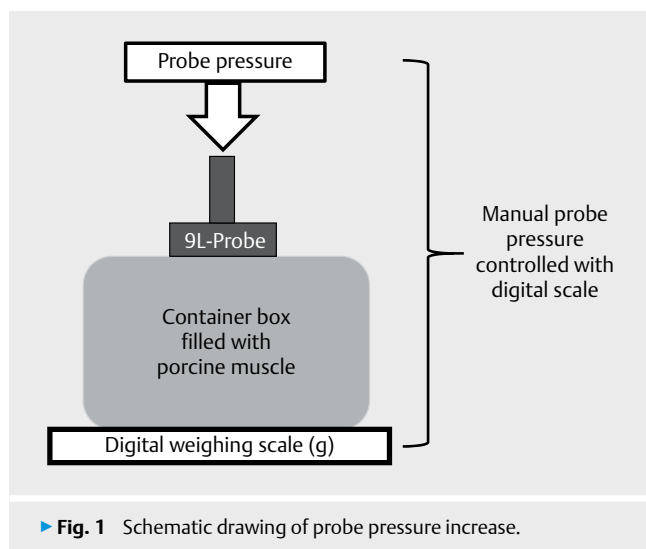 Probe pressure
9L-Probe
Container box
filled with
porcine muscle
Digital weighing scale (g)
Manual probe
pressure
controlled with
digital scale
▶ Fig. 1 Schematic drawing of probe pressure increase.